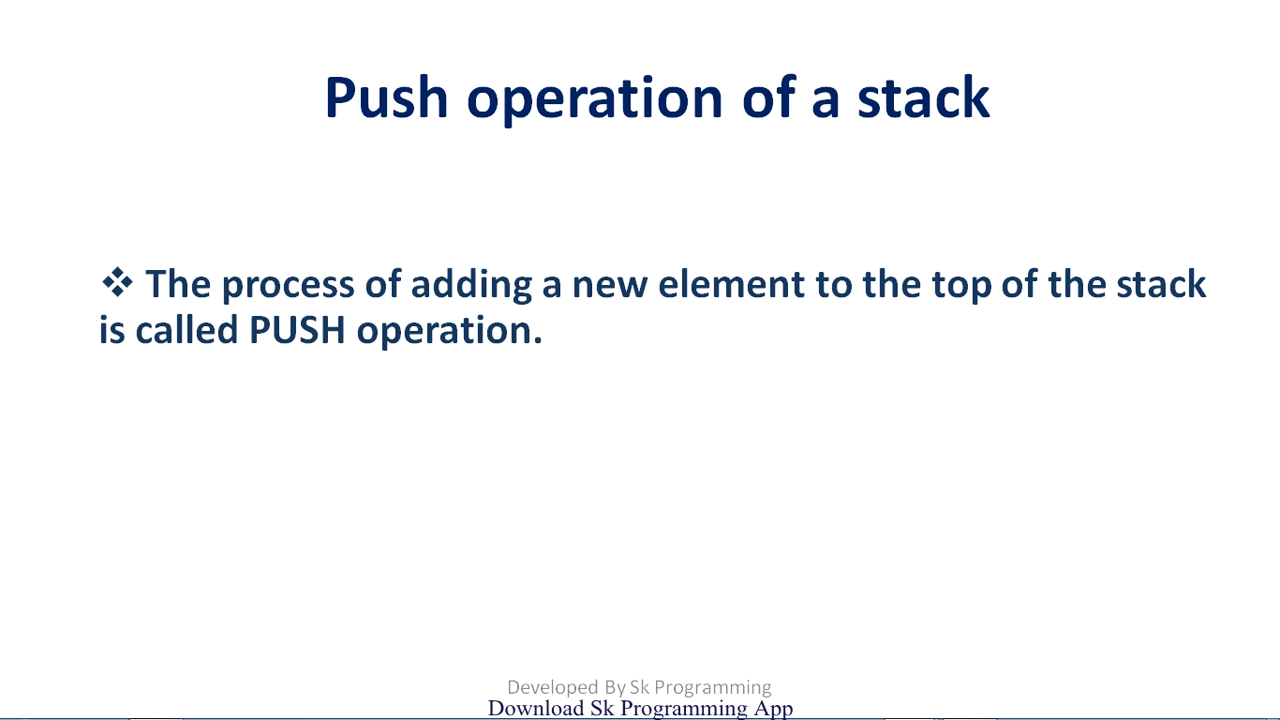 Push operation of a stack
❖ The process of adding a new element to the top of the stack
is called PUSH operation.
Developed By Sk Programming
Download Sk Programming App